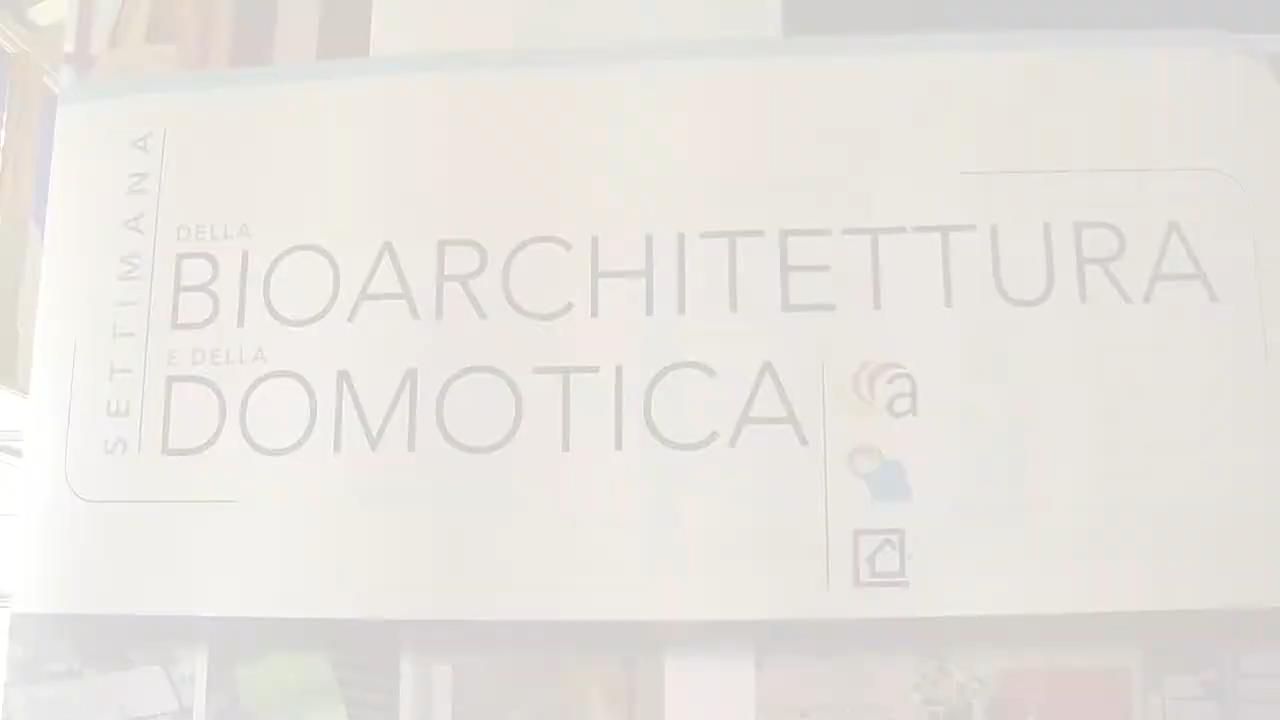 SETTIMANA
DELLA
BIOARCHITETTURA
E DELLA
DOMOTICA
a